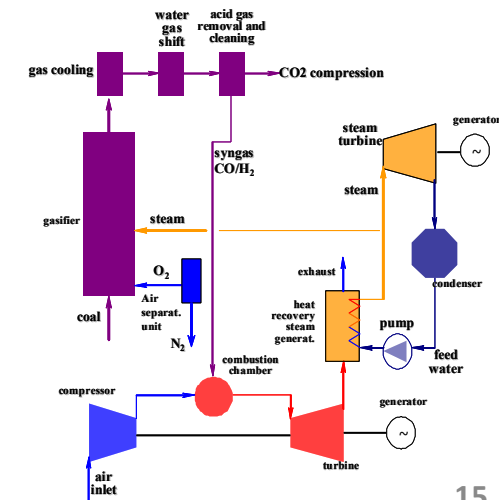 water
gas
shift
acid gas
removal and
cleaning
gas cooling
CO2 compression
generator
steam
turbine
~
syngas
CO/H₂
steam
gasifier
steam
O₂
exhaust
condenser
Air
separat.
unit
heat
recovery
steam
generat.
coal
N₂
pump
feed
water
combustion
chamber
compressor
generator
~
turbine
air
inlet
15